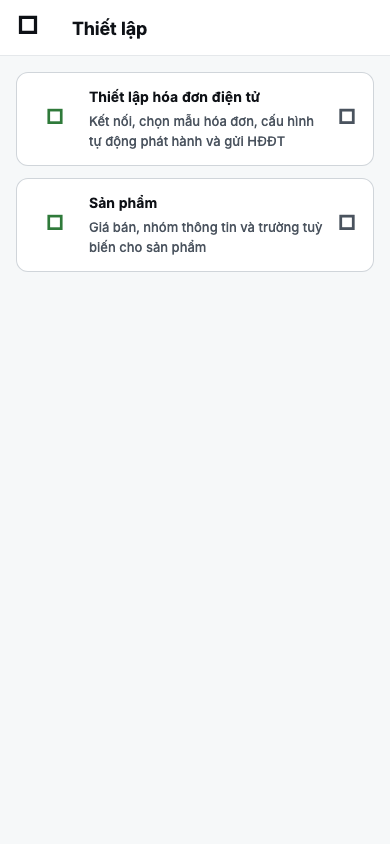 Thiết lập
Thiết lập hóa đơn điện tử
Kết nối, chọn mẫu hóa đơn, cấu hình
tự động phát hành và gửi HĐĐT
Sản phẩm
Giá bán, nhóm thông tin và trường tuỳ
biến cho sản phẩm